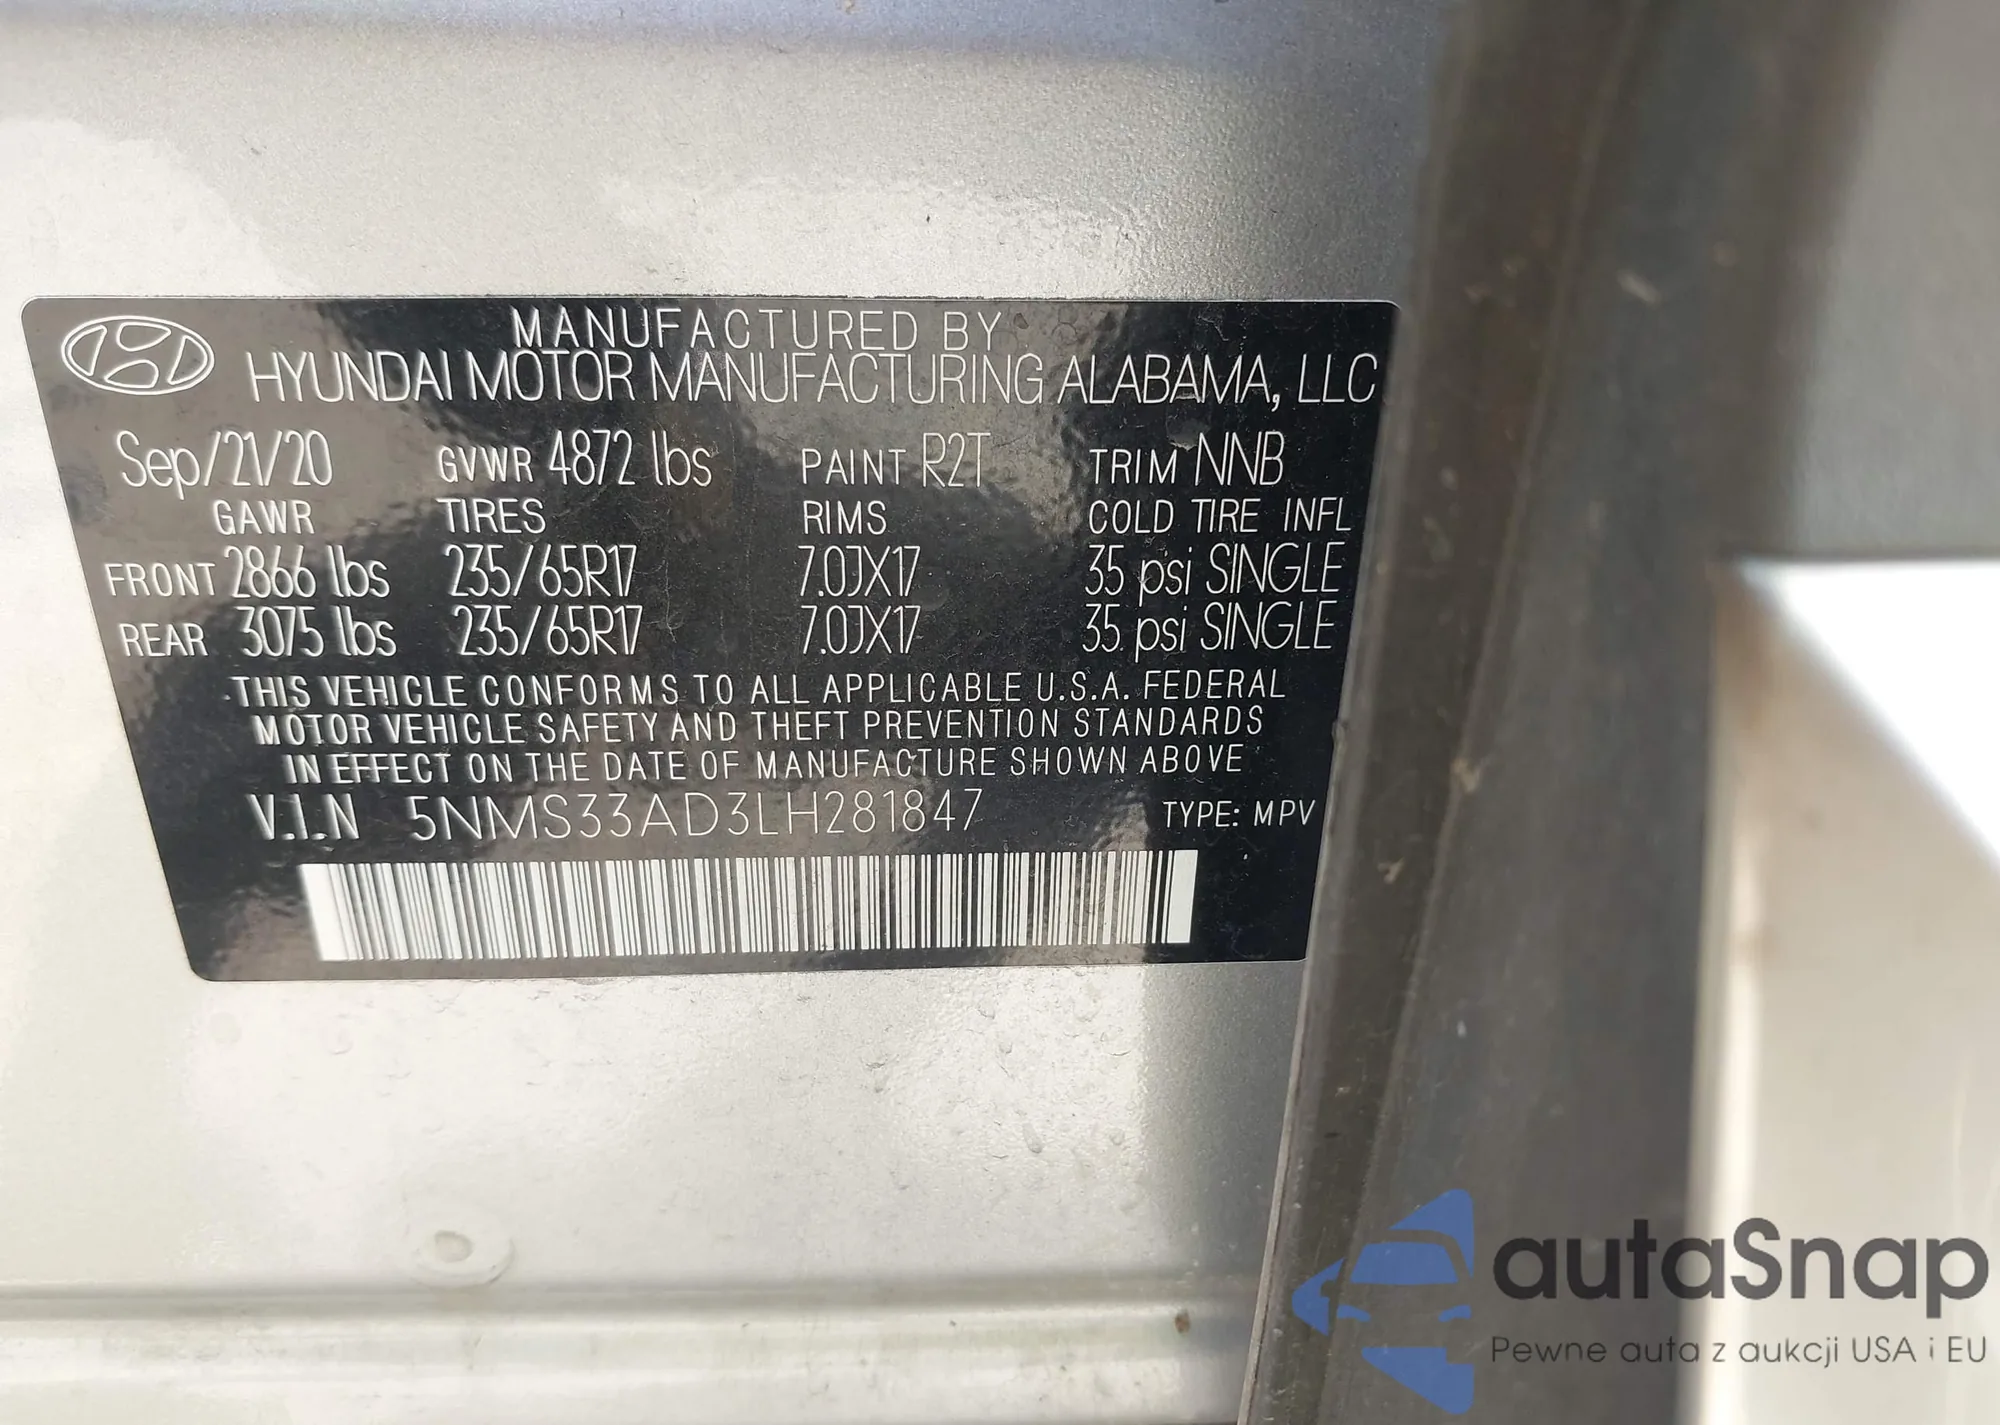 MANUFACTURED BY
HYUNDAI MOTOR MANUFACTURING ALABAMA, LLC
Sep/21/20 GVWR 4872 lbs PAINT R2T TRIM NNB
GAWR TIRES RIMS COLD TIRE INFL
FRONT 2866 lbs 235/65R17 7.0JX17 35 psi SINGLE
REAR 3075 lbs 235/65R17 7.0JX17 35 psi SINGLE
THIS VEHICLE CONFORMS TO ALL APPLICABLE U.S.A. FEDERAL
MOTOR VEHICLE SAFETY AND THEFT PREVENTION STANDARDS
IN EFFECT ON THE DATE OF MANUFACTURE SHOWN ABOVE
V.I.N 5NMS33AD3LH281847 TYPE: MPV
autaSnap
Pewne auta z aukcji USA i EU